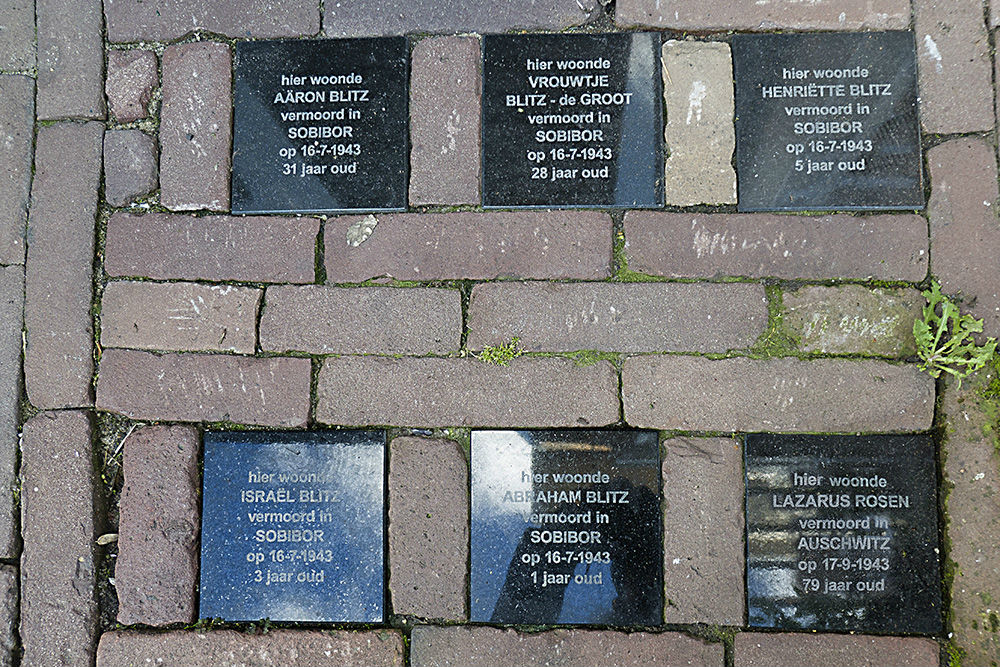 hier woonde
AÄRON BLITZ
vermoord in
SOBIBOR
op 16-7-1943
31 jaar oud
hier woonde
VROUWTJE
BLITZ - de GROOT
vermoord in
SOBIBOR
op 16-7-1943
28 jaar oud
hier woonde
HENRIËTTE BLITZ
vermoord in
SOBIBOR
op 16-7-1943
5 jaar oud
hier woonde
ISRAËL BLITZ
vermoord in
SOBIBOR
op 16-7-1943
3 jaar oud
hier woonde
ABRAHAM BLITZ
vermoord in
SOBIBOR
op 16-7-1943
1 jaar oud
hier woonde
LAZARUS ROSEN
vermoord in
AUSCHWITZ
op 17-9-1943
79 jaar oud